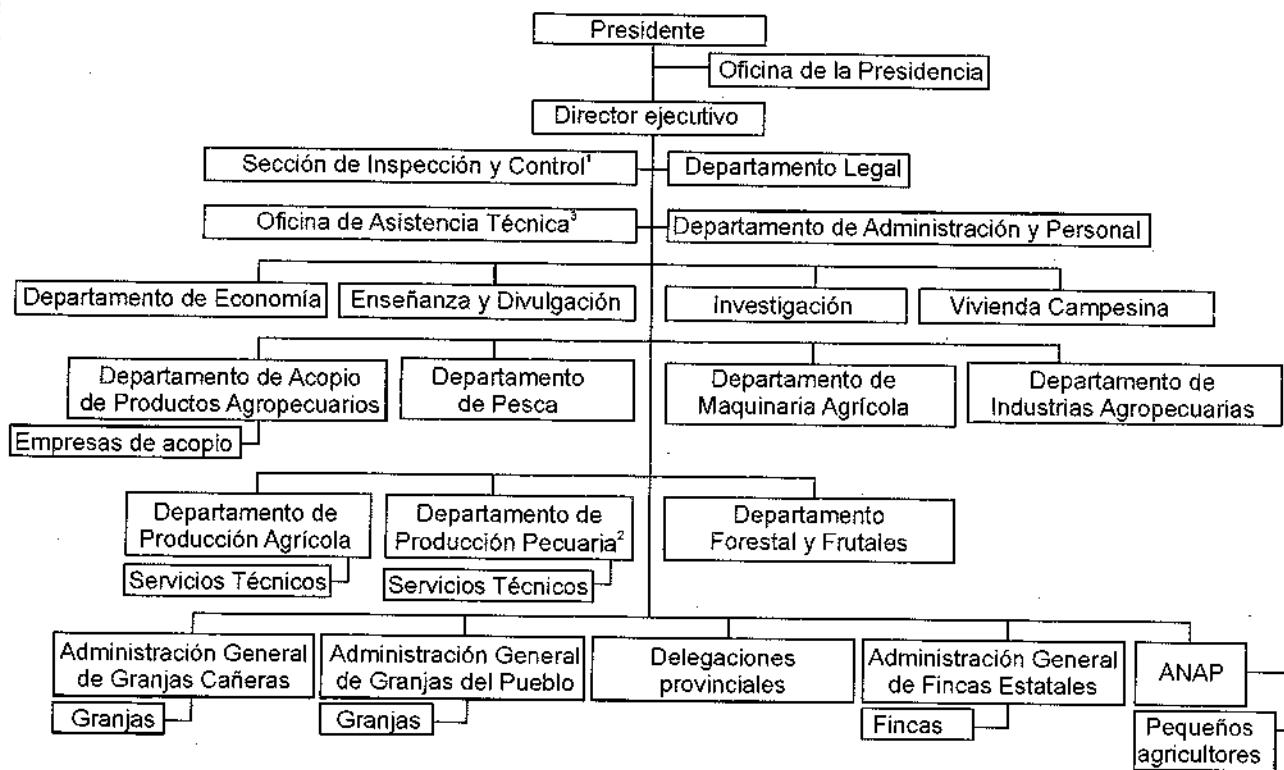 Presidente
Oficina de la Presidencia
Director ejecutivo
Sección de Inspección y Control¹
Departamento Legal
Oficina de Asistencia Técnica³
Departamento de Administración y Personal
Departamento de Economía
Enseñanza y Divulgación
Investigación
Vivienda Campesina
Departamento de Acopio
de Productos Agropecuarios
Departamento
de Pesca
Departamento de
Maquinaria Agrícola
Departamento de
Industrias Agropecuarias
Empresas de acopio
Departamento de
Producción Agrícola
Departamento de
Producción Pecuaria²
Departamento
Forestal y Frutales
Servicios Técnicos
Servicios Técnicos
Administración General
de Granjas Cañeras
Administración General
de Granjas del Pueblo
Delegaciones
provinciales
Administración General
de Fincas Estatales
ANAP
Granjas
Granjas
Fincas
Pequeños
agricultores